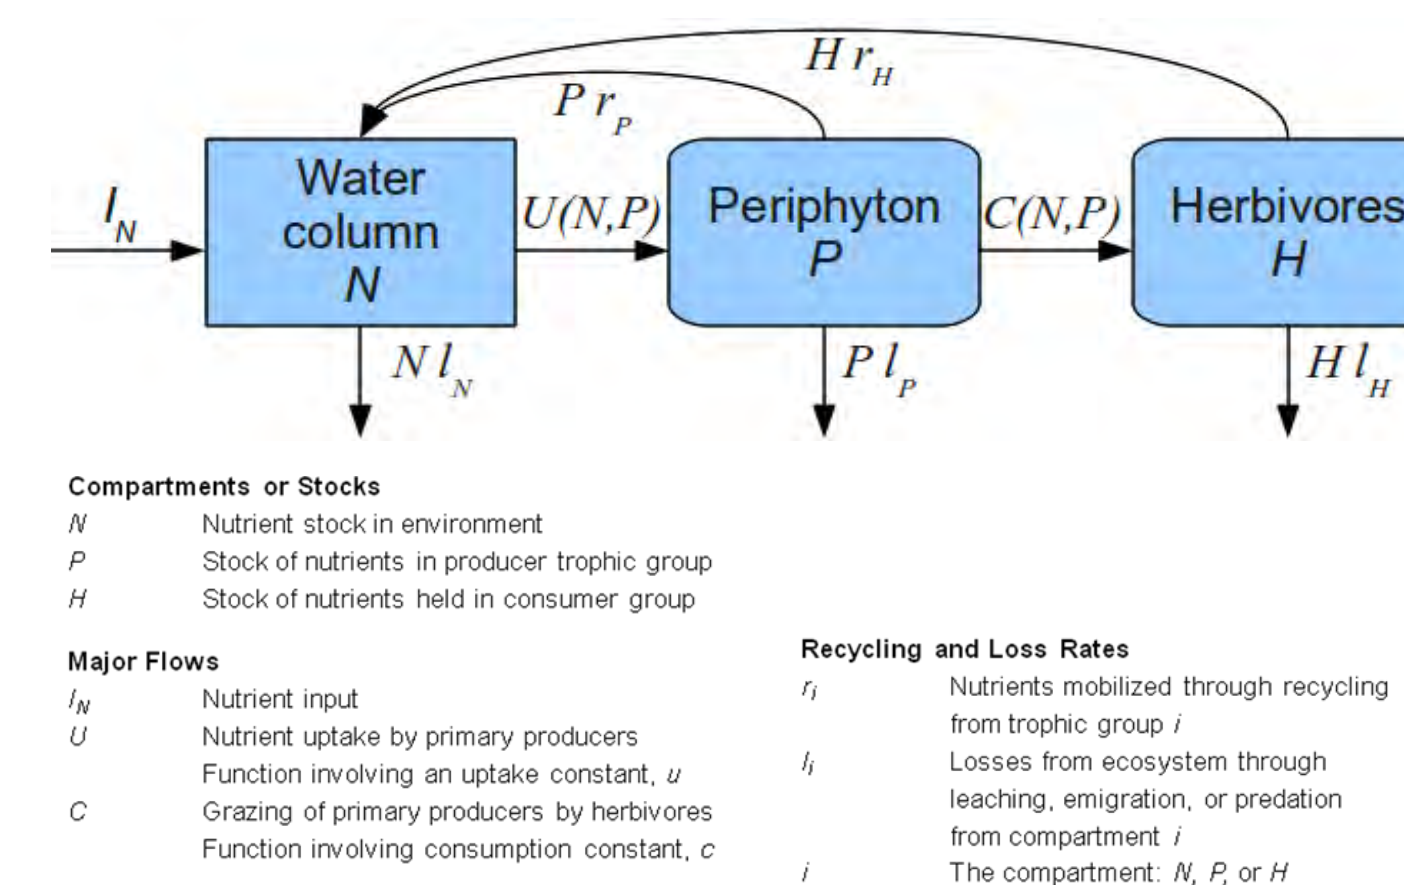 H r_H
P r_P
I_N
Water
column
N
U(N,P)
Periphyton
P
C(N,P)
Herbivores
H
N l_N
P l_P
H l_H
Compartments or Stocks
N Nutrient stock in environment
P Stock of nutrients in producer trophic group
H Stock of nutrients held in consumer group
Major Flows
I_N Nutrient input
U Nutrient uptake by primary producers
Function involving an uptake constant, u
C Grazing of primary producers by herbivores
Function involving consumption constant, c
Recycling and Loss Rates
r_i Nutrients mobilized through recycling
from trophic group i
l_i Losses from ecosystem through
leaching, emigration, or predation
from compartment i
i The compartment: N, P, or H